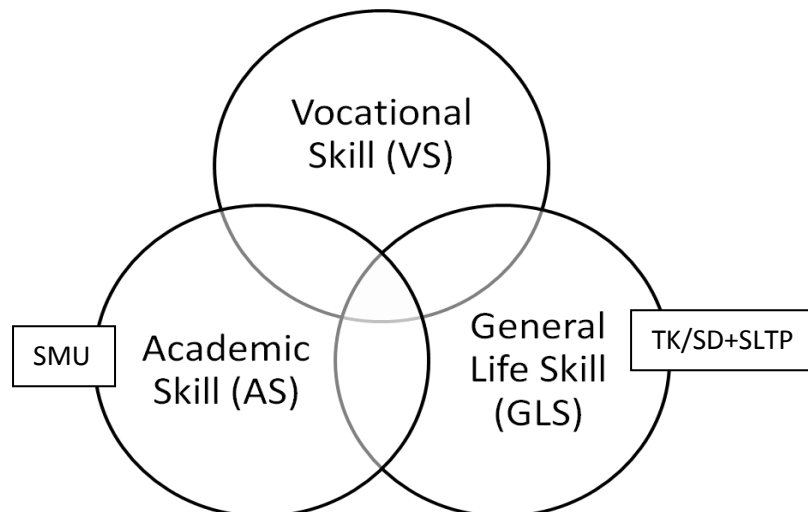 Vocational
Skill (VS)
SMU
Academic
Skill (AS)
General
Life Skill
(GLS)
TK/SD+SLTP